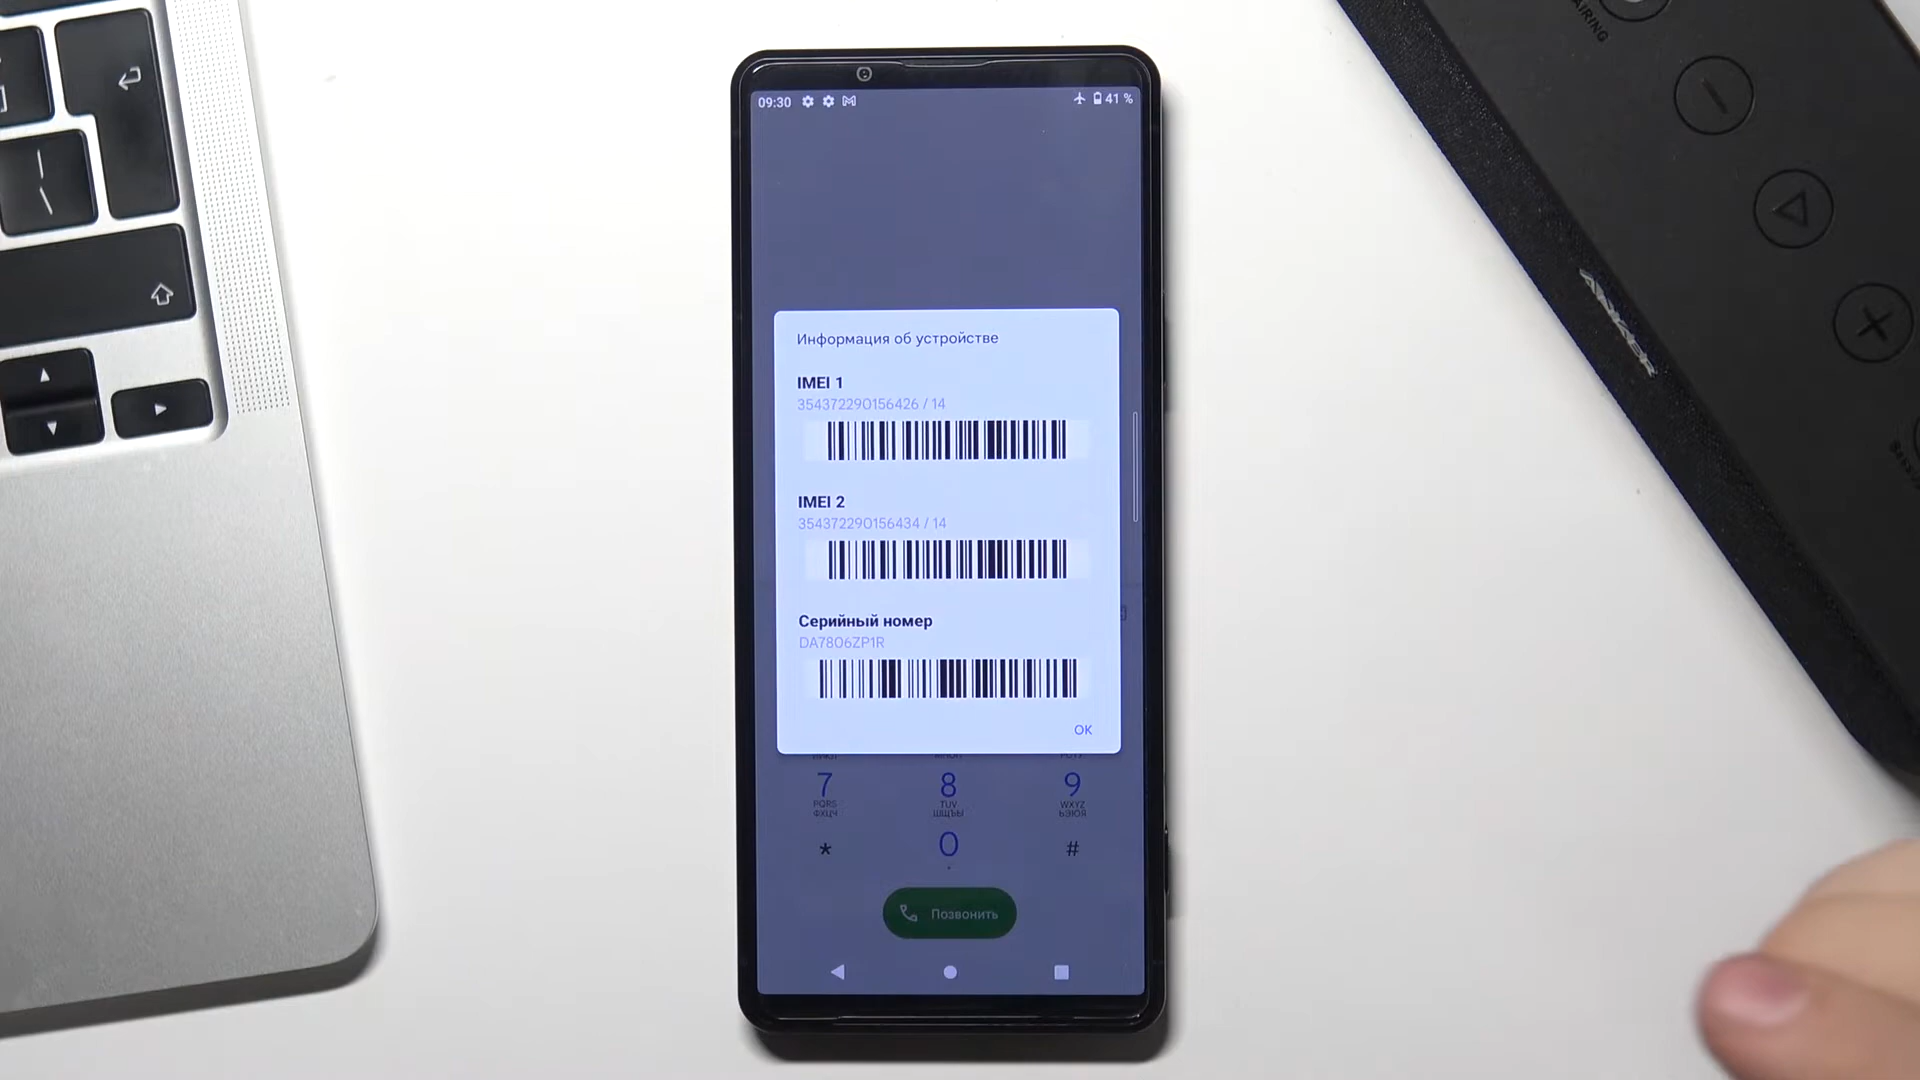 09:30
41 %
Информация об устройстве
IMEI 1
354372290156426 / 14
IMEI 2
354372290156434 / 14
Серийный номер
DA7806ZP1R
OK
7
8
9
PQRS
TUV
WXYZ
ФХЦЧ
ШЩЪЫ
ЬЭЮЯ
*
0
#
Позвонить
ANKER